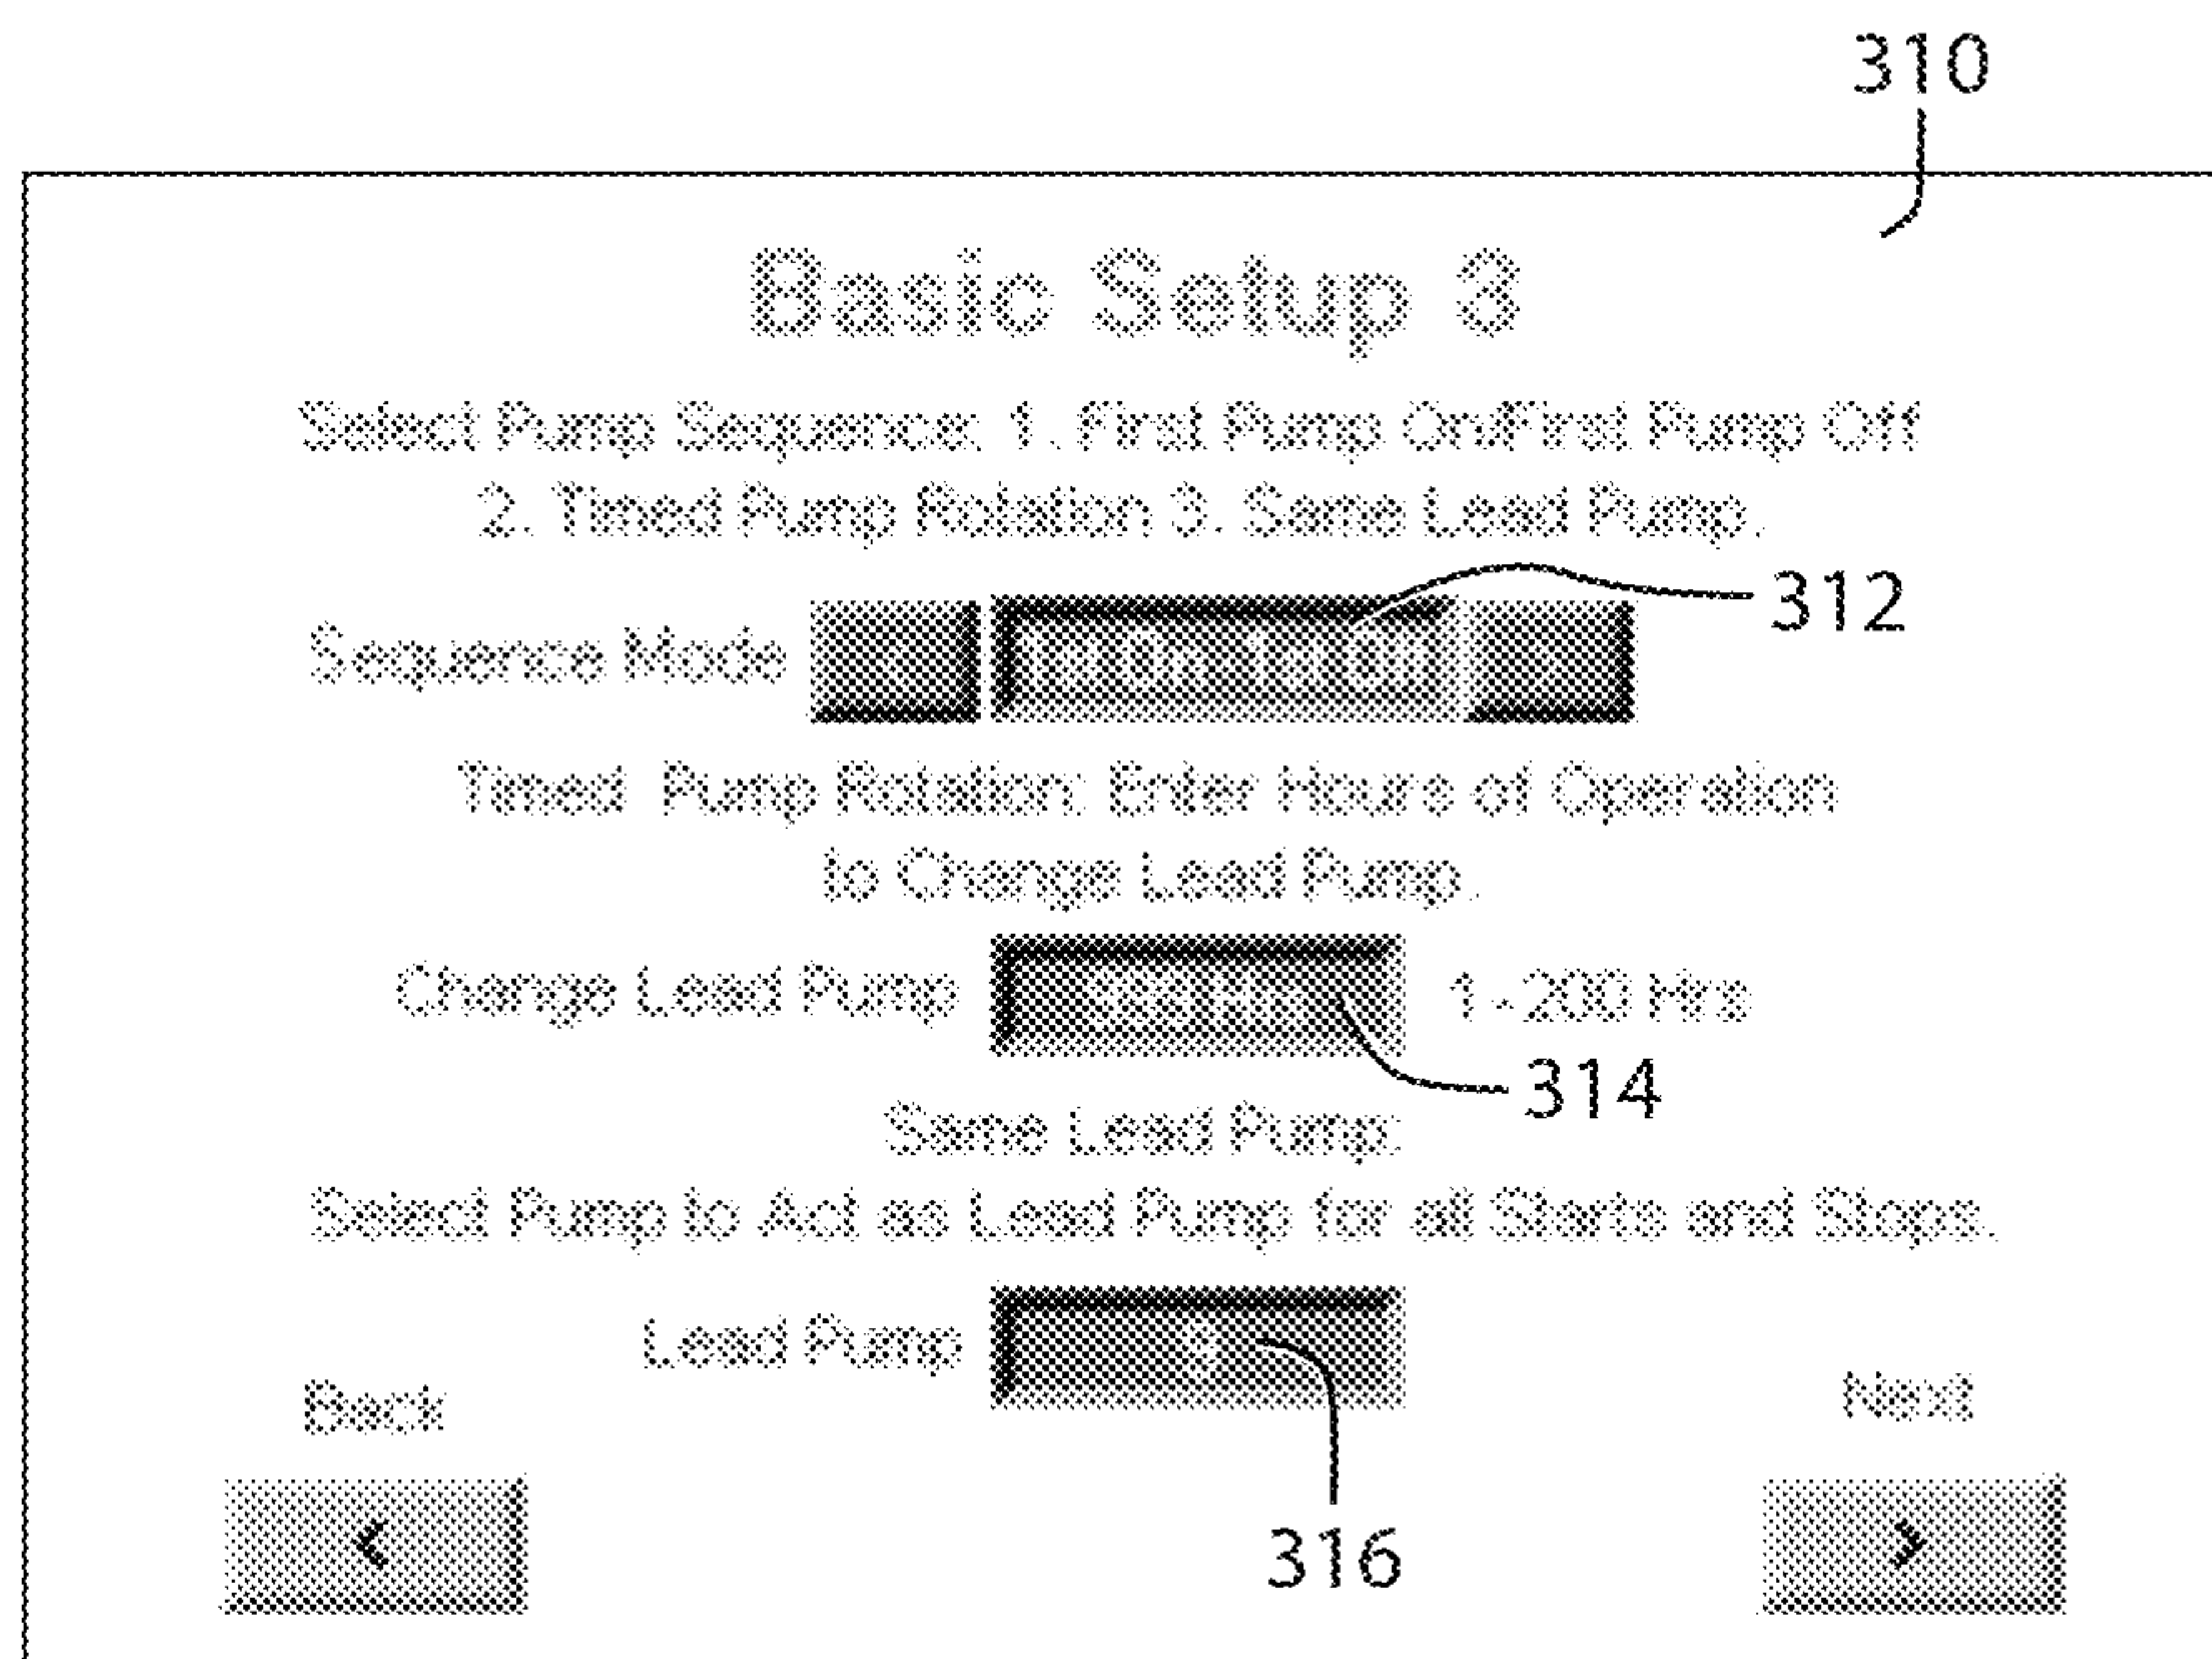 310
Basic Setup 3
Select Pump Sequence: 1. First Pump On/First Pump Off
2. Timed Pump Rotation 3. Same Lead Pump.
312
Sequence Mode
Timed Pump Rotation: Enter Hours of Operation
to Change Lead Pump.
Change Lead Pump 1-200 Hrs
314
Same Lead Pump:
Select Pump to Act as Lead Pump for all Starts and Stops.
Lead Pump
Back Next
< >
316